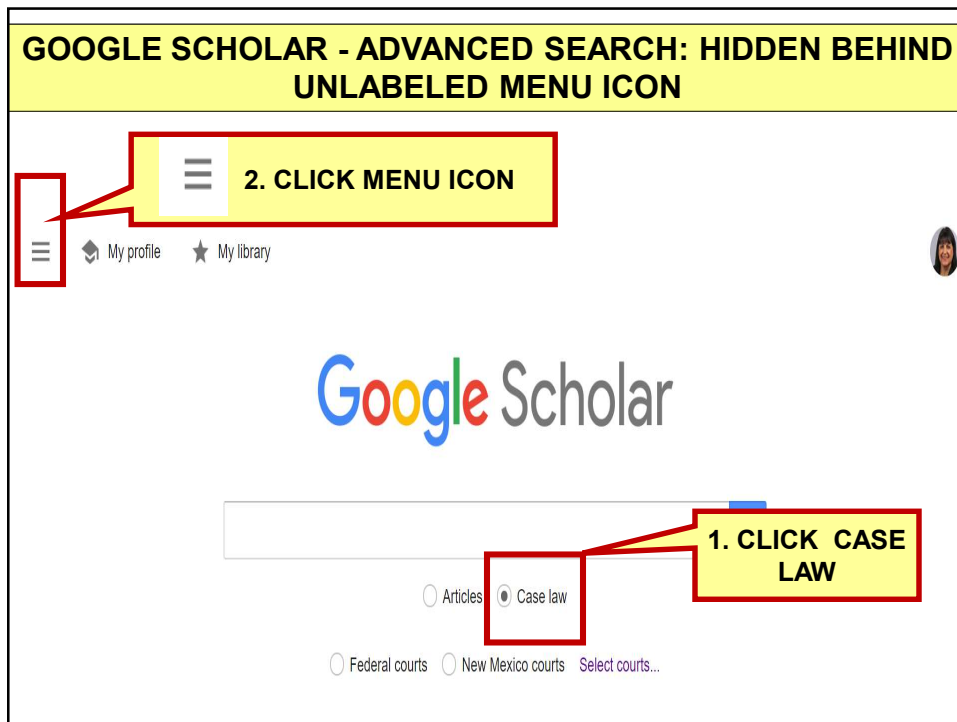 GOOGLE SCHOLAR - ADVANCED SEARCH: HIDDEN BEHIND
UNLABELED MENU ICON
2. CLICK MENU ICON
My profile
My library
Google Scholar
1. CLICK CASE
LAW
Articles
Case law
Federal courts
New Mexico courts
Select courts...